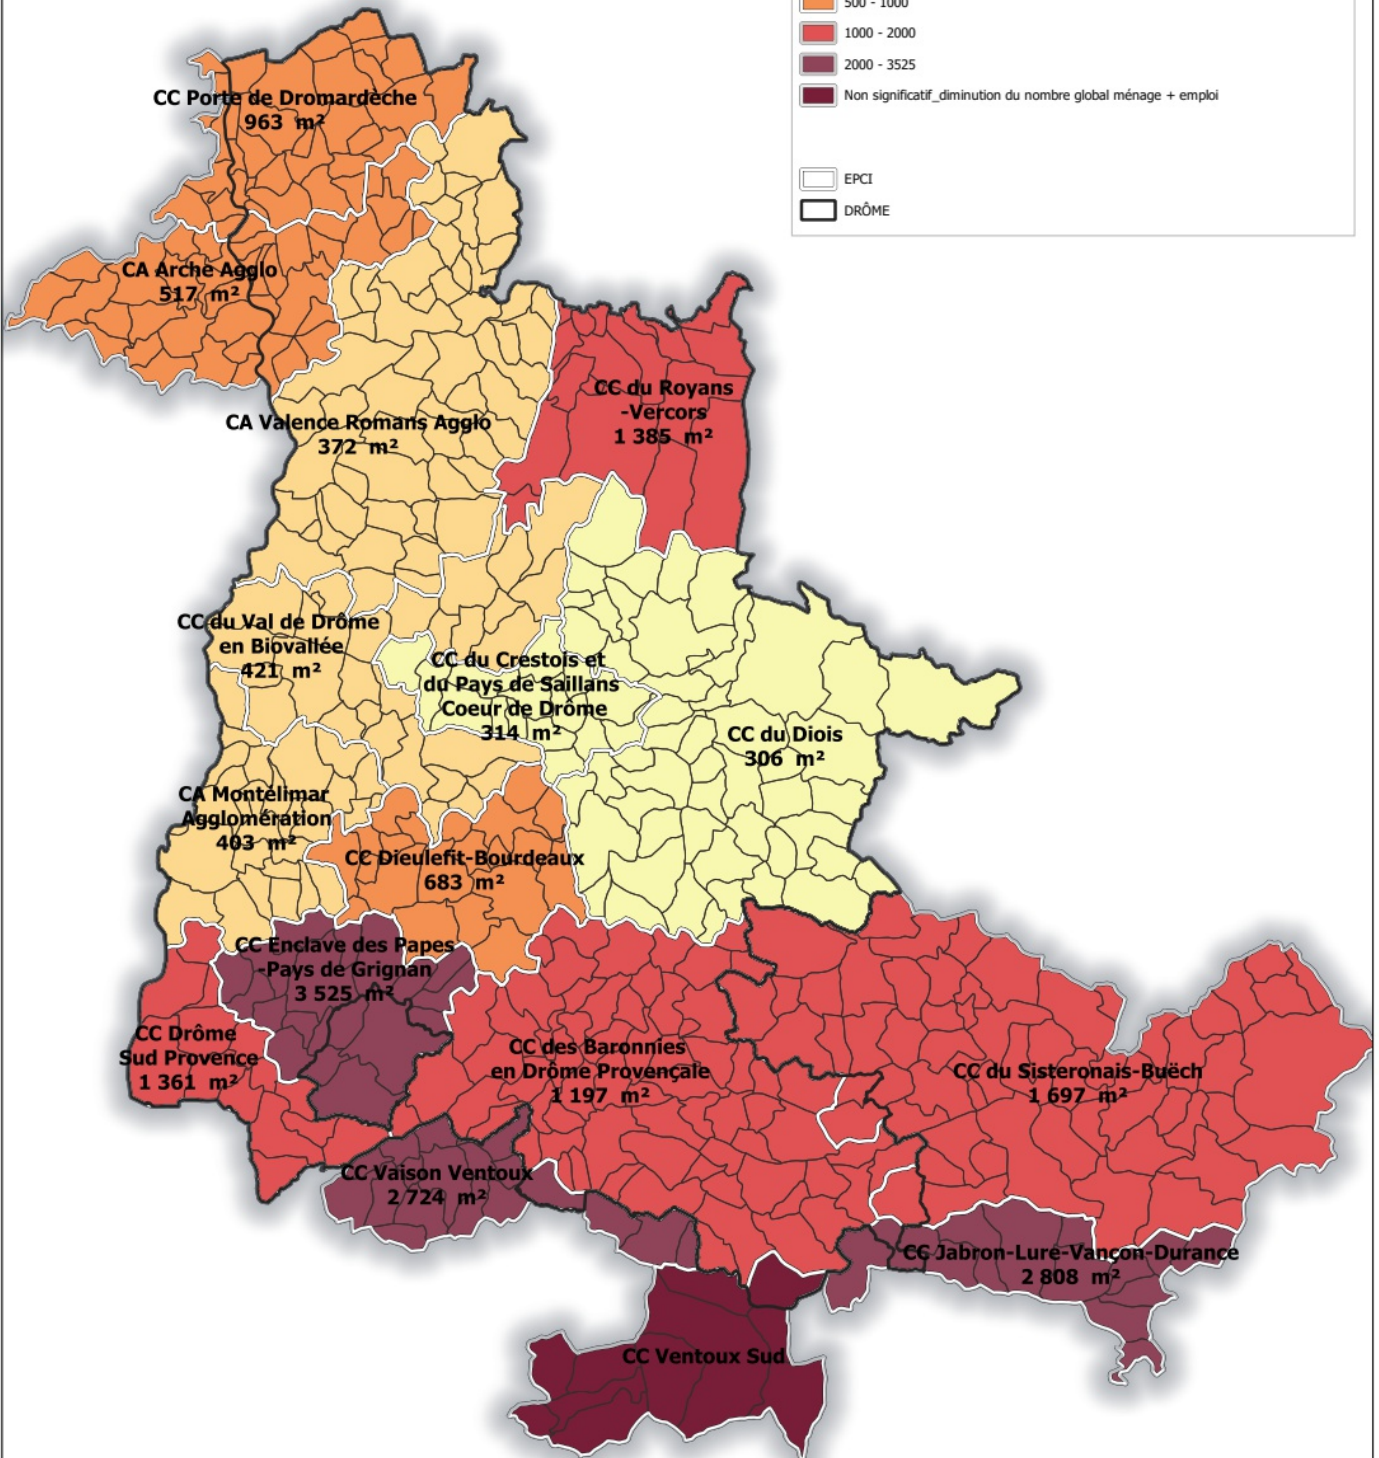 500 - 1000
1000 - 2000
2000 - 3525
Non significatif_diminution du nombre global ménage + emploi
EPCI
DRÔME
CC Porte de Dromardèche
963 m²
CA Arche Agglo
517 m²
CC du Royans
-Vercors
1 385 m²
CA Valence Romans Agglo
372 m²
CC du Val de Drôme
en Biovallée
421 m²
CC du Crestois et
du Pays de Saillans
Coeur de Drôme
314 m²
CC du Diois
306 m²
CA Montélimar
Agglomération
403 m²
CC Dieulefit-Bourdeaux
683 m²
CC Enclave des Papes
-Pays de Grignan
3 525 m²
CC Drôme
Sud Provence
1 361 m²
CC des Baronnies
en Drôme Provençale
1 197 m²
CC du Sisteronais-Buëch
1 697 m²
CC Vaison Ventoux
2 724 m²
CC Jabron-Lure-Vançon-Durance
2 808 m²
CC Ventoux Sud